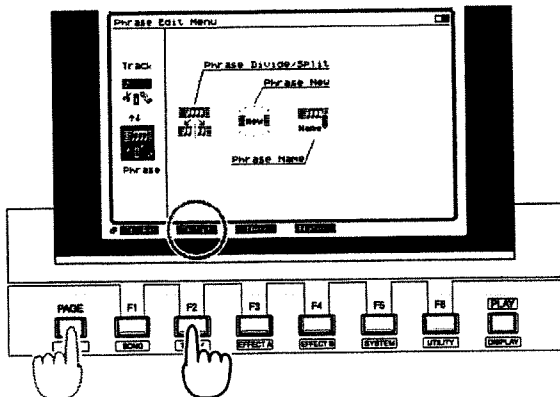 Phrase Edit Menu
Track
Phrase Divide/Split
Phrase New
New
Name
Phrase Name
Phrase
PAGE F1 F2 F3 F4 F5 F6 PLAY
SONG EFFECT A EFFECT B SYSTEM UTILITY DISPLAY